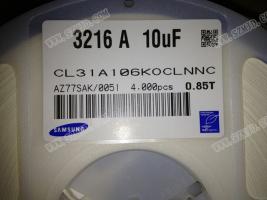 3216 A 10uF
CL31A106KOCLNNC
AZ77SAK/0051 4,000pcs 0.85T
SAMSUNG